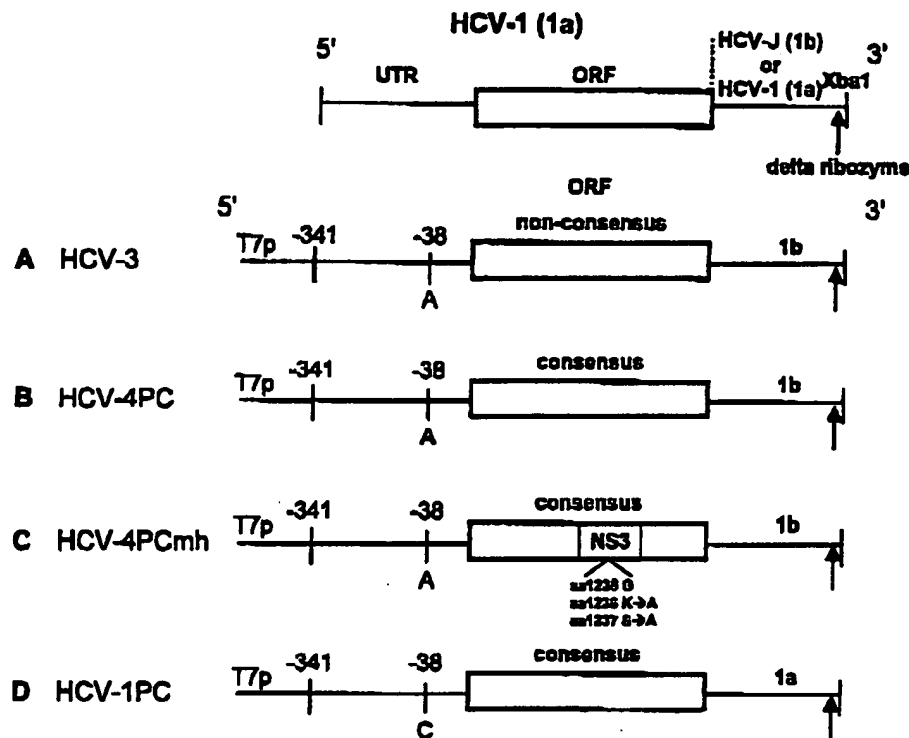 HCV-1 (1a)
5'
UTR
ORF
HCV-J (1b)
or
HCV-1 (1a)
Xba1
3'
delta ribozyme
ORF
5'
3'
A HCV-3
T7p
-341
-38
A
non-consensus
1b
B HCV-4PC
T7p
-341
-38
A
consensus
1b
C HCV-4PCmh
T7p
-341
-38
A
consensus
NS3
1b
aa1236 K->A
D HCV-1PC
T7p
-341
-38
C
consensus
1a